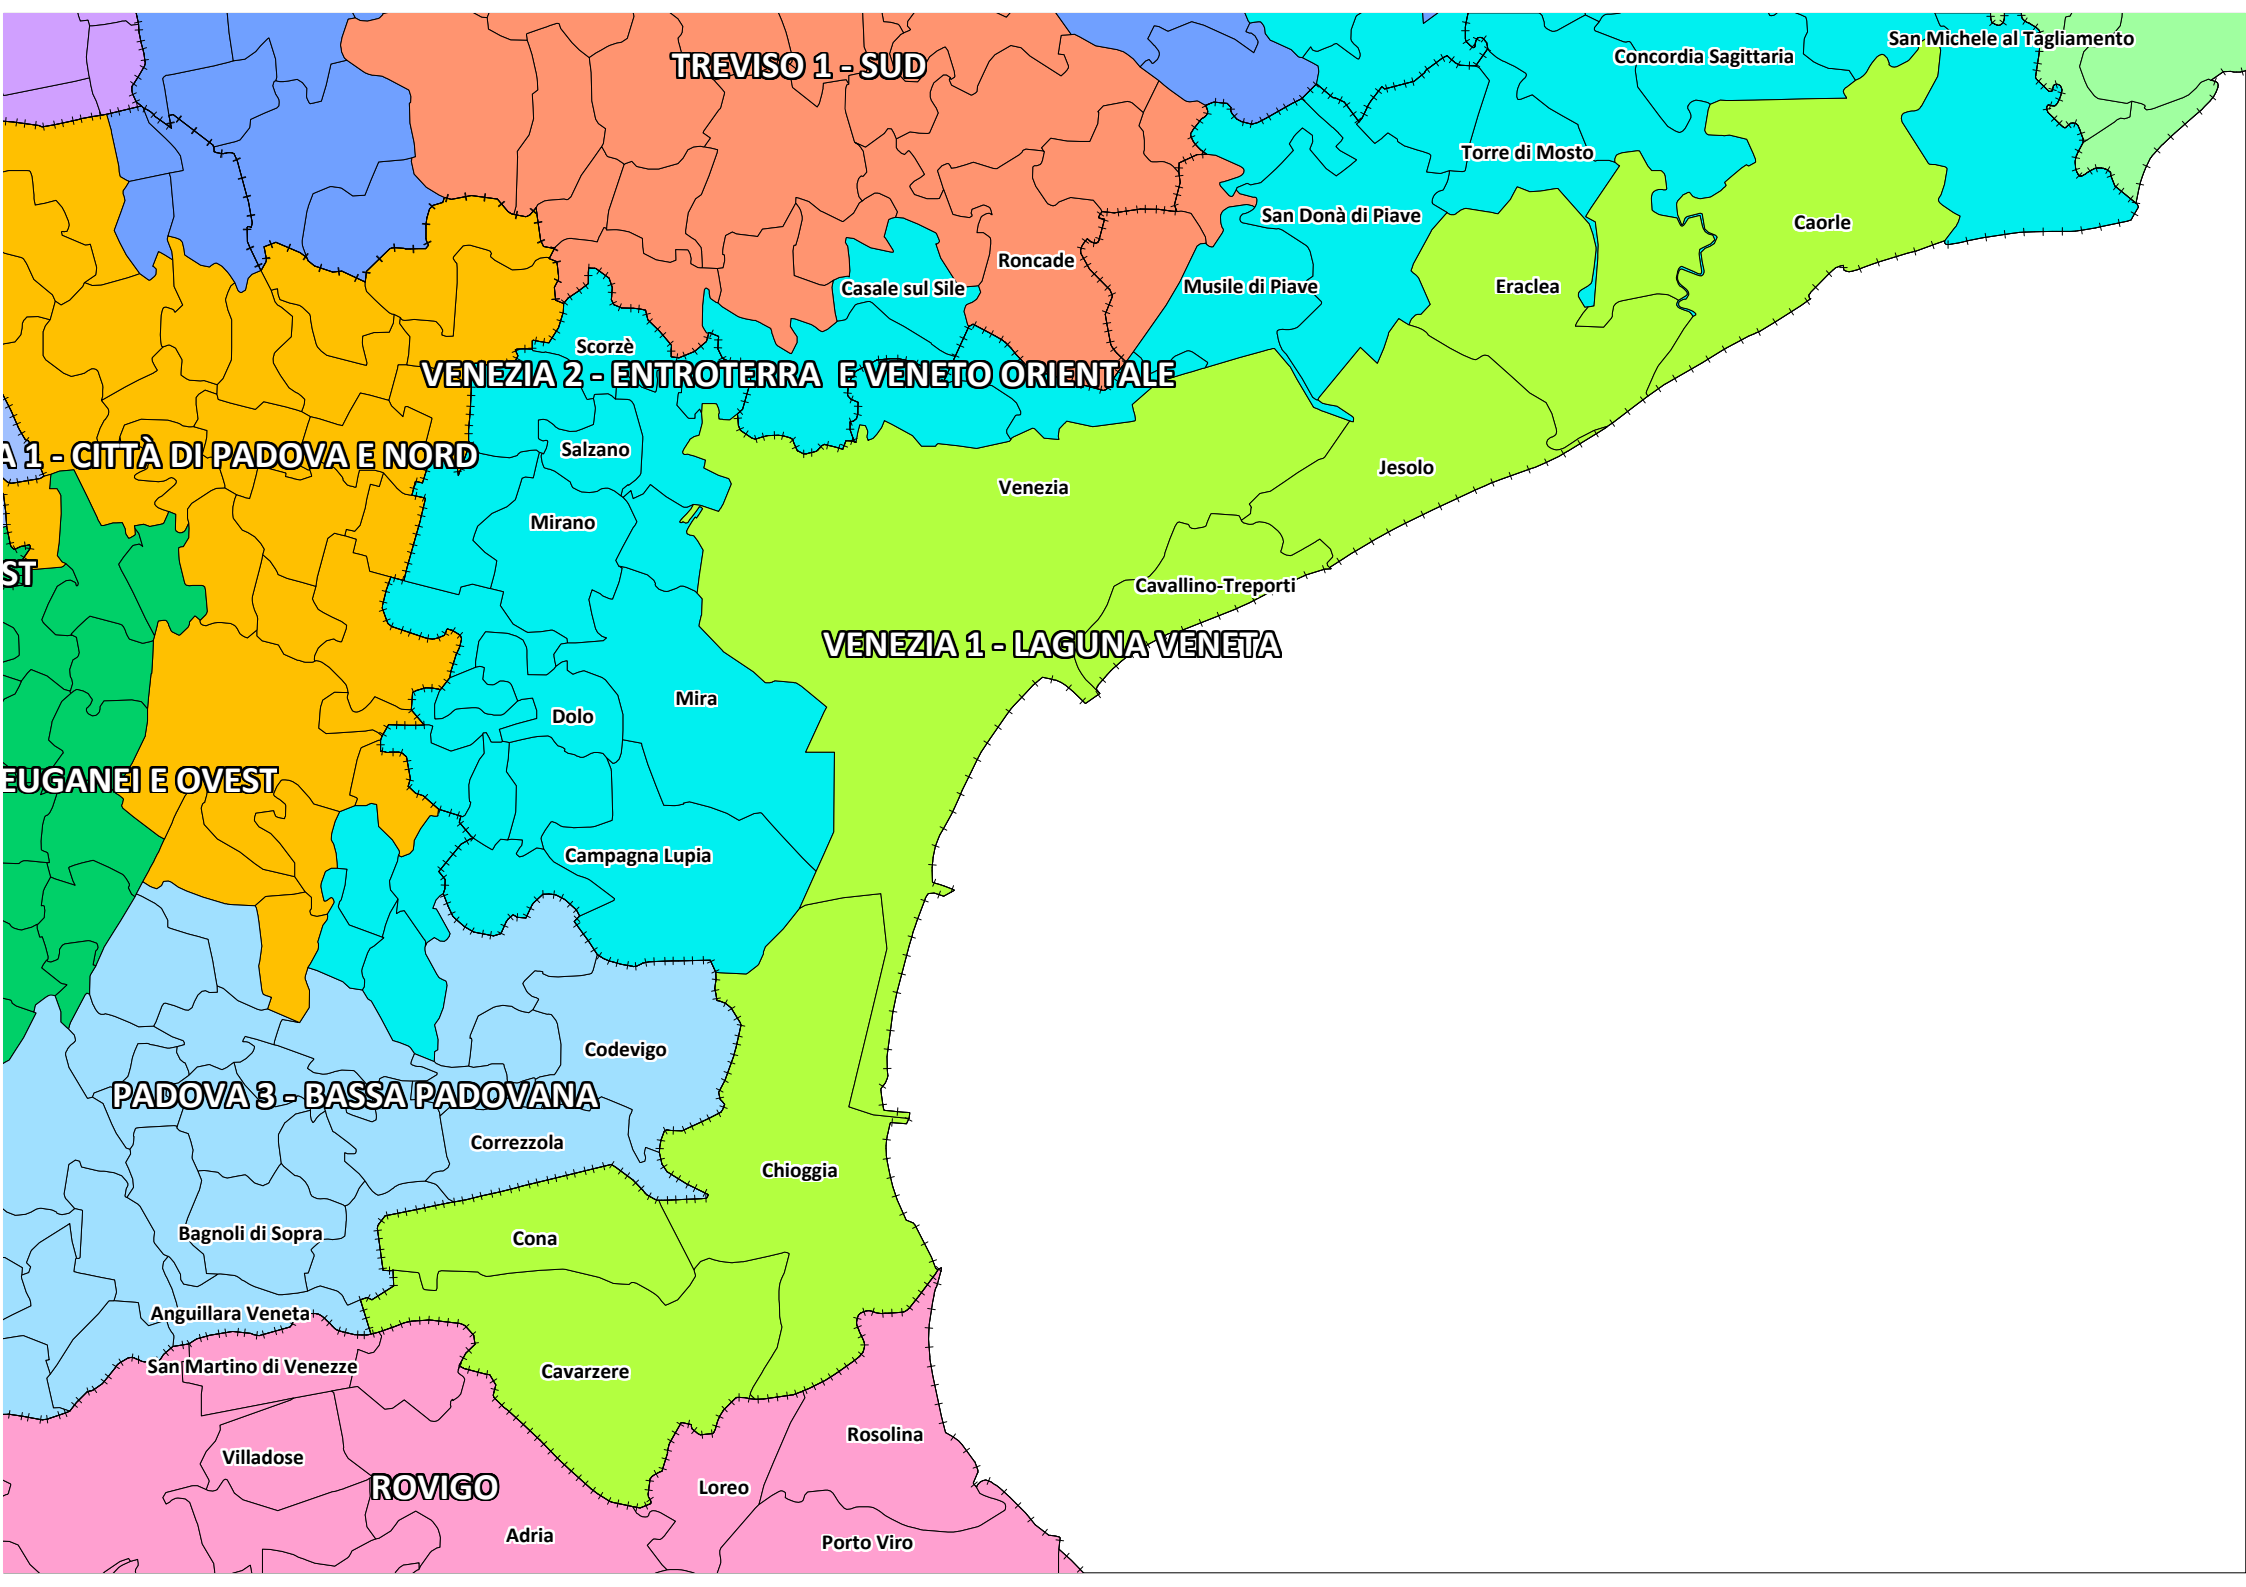 San Michele al Tagliamento
Concordia Sagittaria
TREVISO 1 - SUD
Torre di Mosto
San Donà di Piave
Caorle
Roncade
Casale sul Sile
Musile di Piave
Eraclea
Scorzè
VENEZIA 2 - ENTROTERRA E VENETO ORIENTALE
A 1 - CITTÀ DI PADOVA E NORD
Salzano
Jesolo
Venezia
Mirano
ST
Cavallino-Treporti
VENEZIA 1 - LAGUNA VENETA
Mira
Dolo
EUGANEI E OVEST
Campagna Lupia
Codevigo
PADOVA 3 - BASSA PADOVANA
Correzzola
Chioggia
Bagnoli di Sopra
Cona
Anguillara Veneta
San Martino di Venezze
Cavarzere
Rosolina
Villadose
ROVIGO
Loreo
Adria
Porto Viro